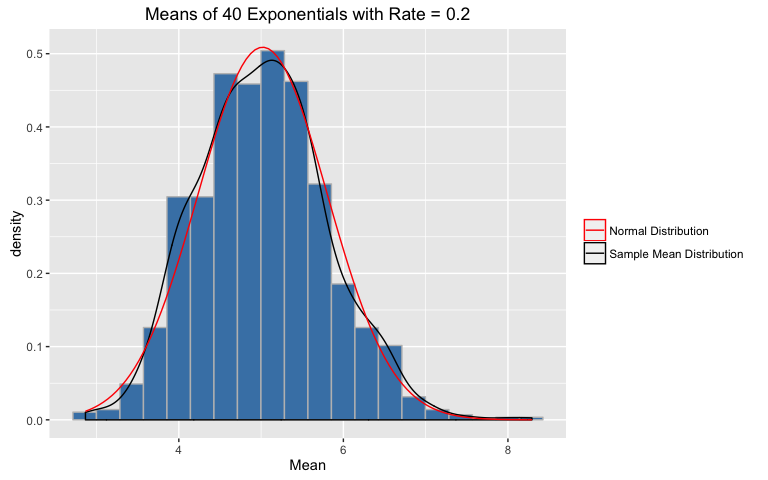 Means of 40 Exponentials with Rate = 0.2
0.5
0.4
0.3
0.2
0.1
0.0
density
4
6
8
Mean
Normal Distribution
Sample Mean Distribution